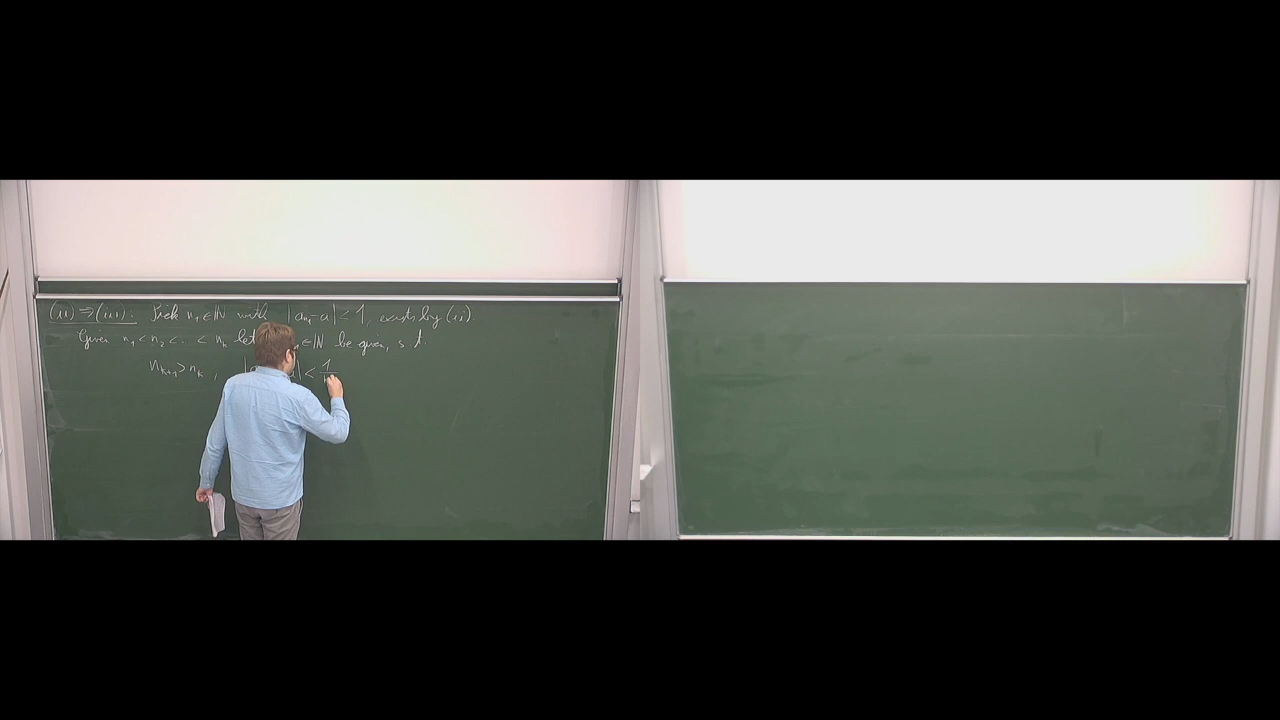 (ii) ⇒ (iii): Pick n₁ ∈ ℕ with |aₙ₁ - a| < 1, exists by (ii)
Given n₁ < n₂ < … < nₖ let ∈ ℕ be given, s.t.
nₖ₊₁ > nₖ , | | < 1